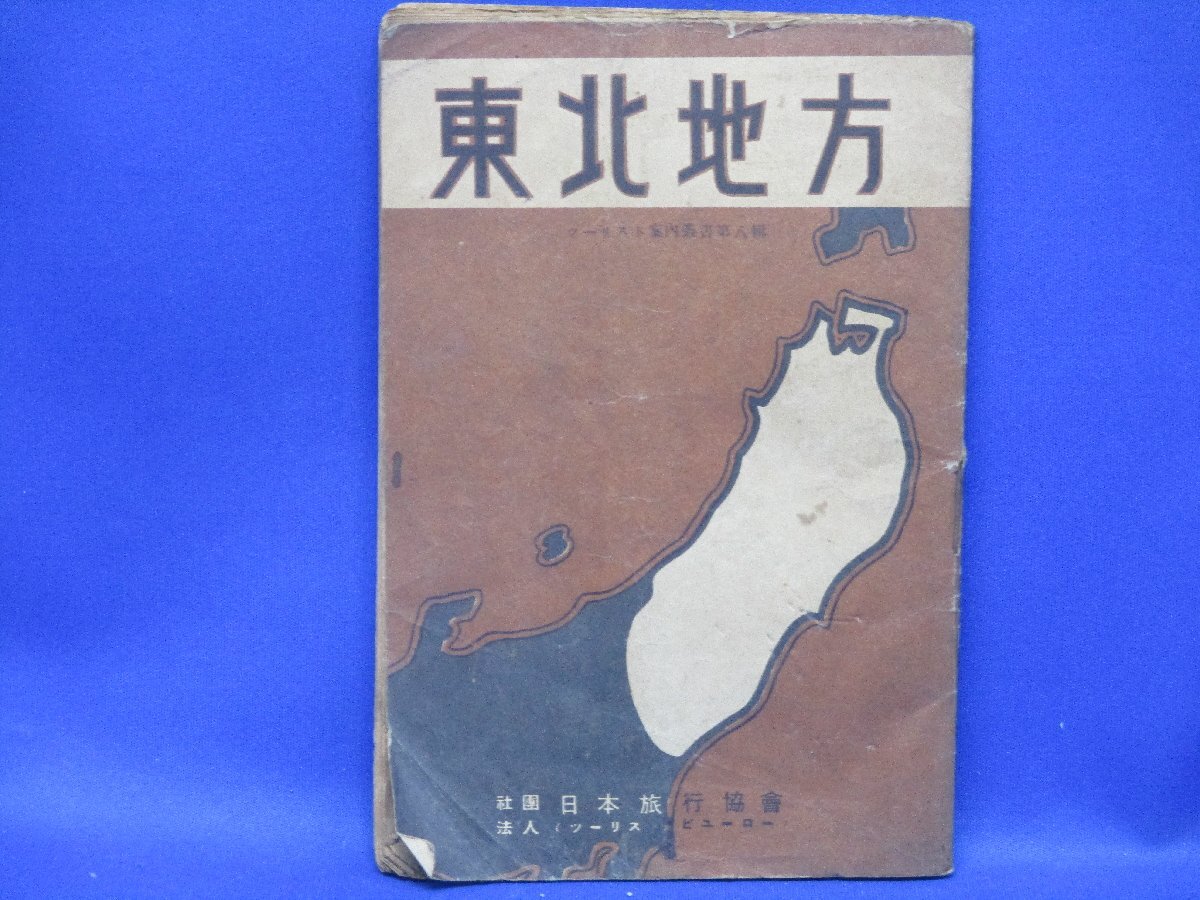 東北地方
ツーリスト案内叢書第八輯
社團法人 日本旅行協會
(ツーリストビユーロー)